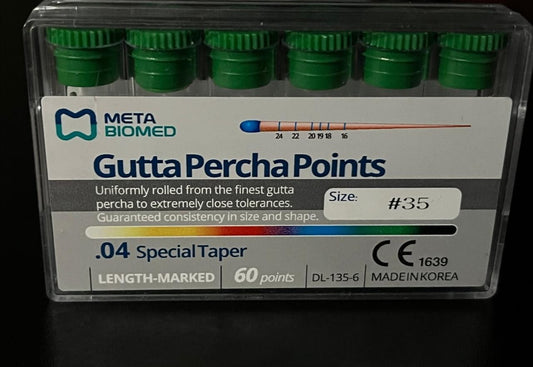 META
BIOMED
24 22 20 19 18 16
Gutta Percha Points
Uniformly rolled from the finest gutta
percha to extremely close tolerances.
Guaranteed consistency in size and shape.
Size: #35
.04 Special Taper
CE 1639
LENGTH-MARKED 60 points DL-135-6 MADE IN KOREA